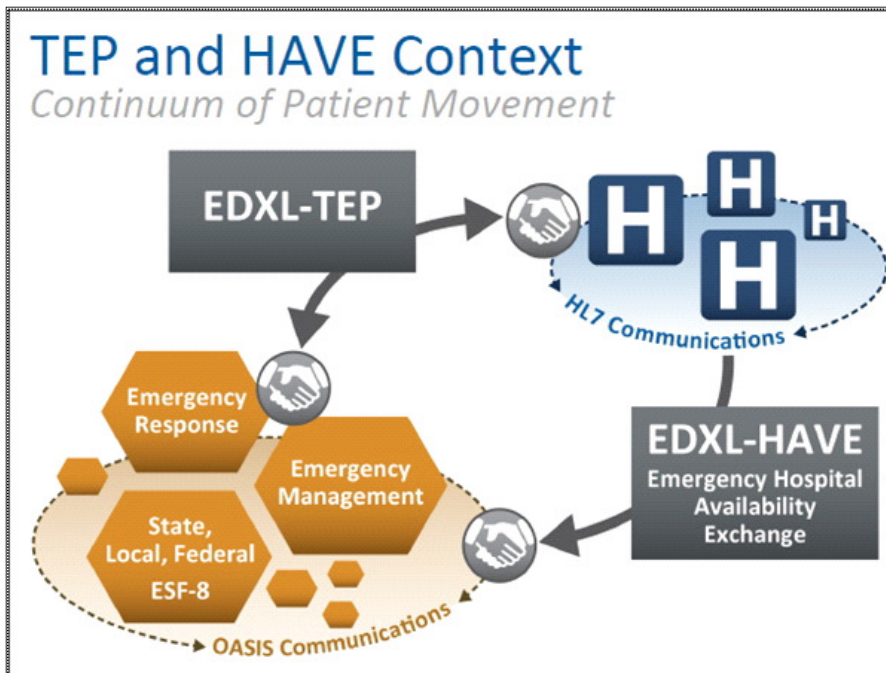 TEP and HAVE Context
Continuum of Patient Movement
EDXL-TEP
H
H
H
H
HL7 Communications
Emergency
Response
Emergency
Management
State,
Local, Federal
ESF-8
OASIS Communications
EDXL-HAVE
Emergency Hospital
Availability
Exchange